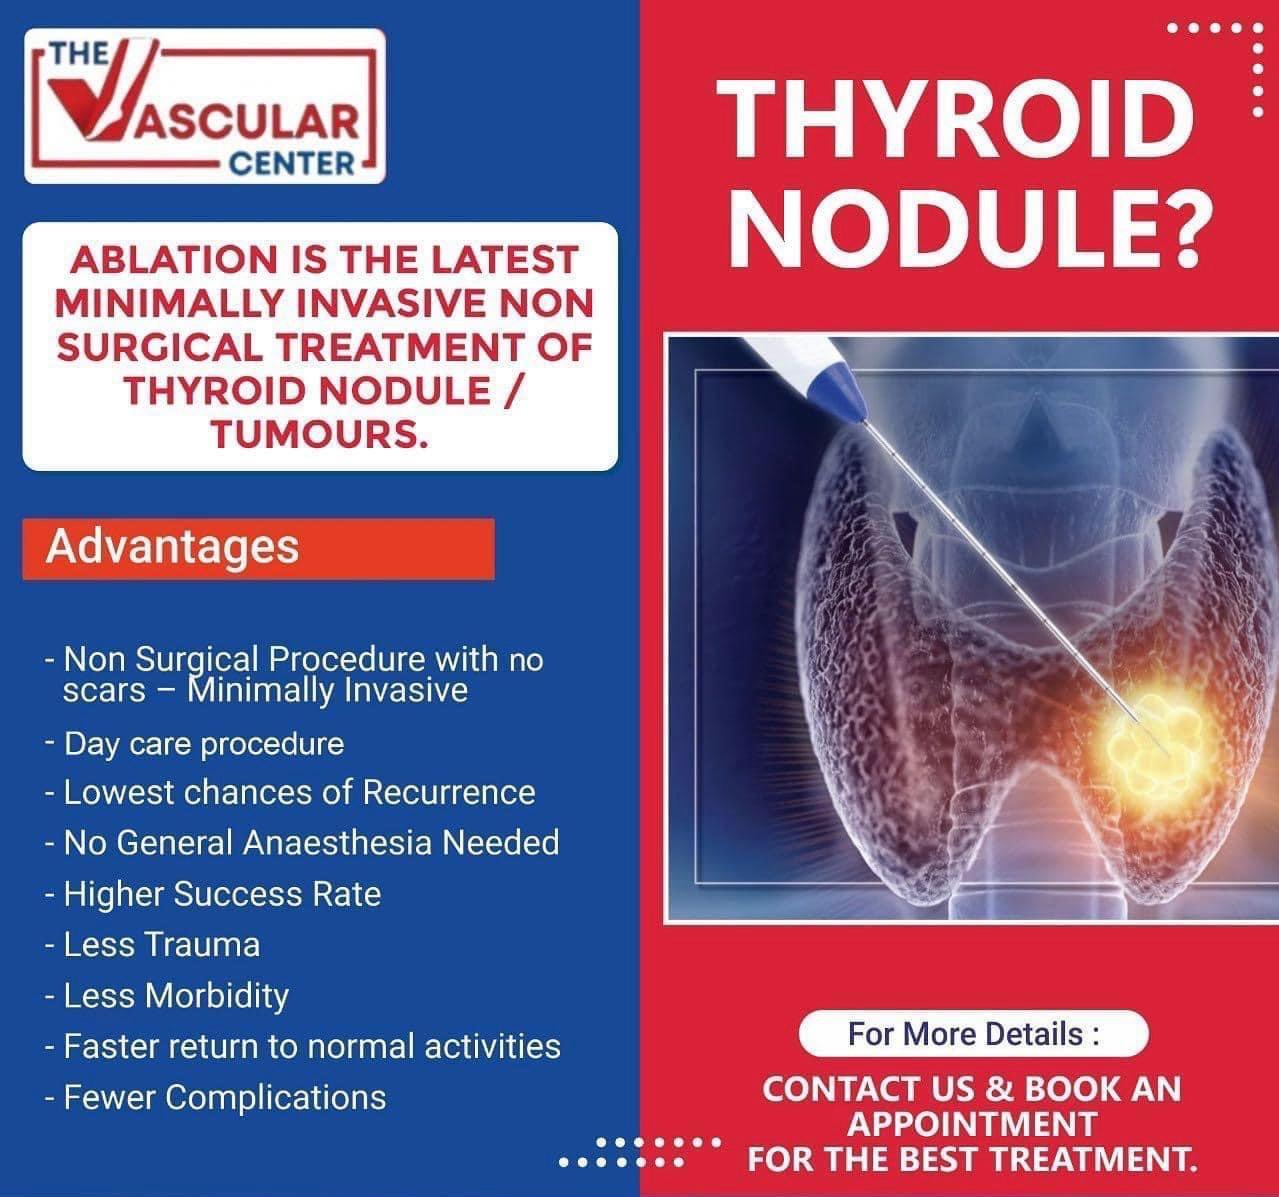 THE
VASCULAR
CENTER
ABLATION IS THE LATEST
MINIMALLY INVASIVE NON
SURGICAL TREATMENT OF
THYROID NODULE /
TUMOURS.
Advantages
- Non Surgical Procedure with no
scars – Minimally Invasive
- Day care procedure
- Lowest chances of Recurrence
- No General Anaesthesia Needed
- Higher Success Rate
- Less Trauma
- Less Morbidity
- Faster return to normal activities
- Fewer Complications
THYROID
NODULE?
For More Details :
CONTACT US & BOOK AN
APPOINTMENT
FOR THE BEST TREATMENT.